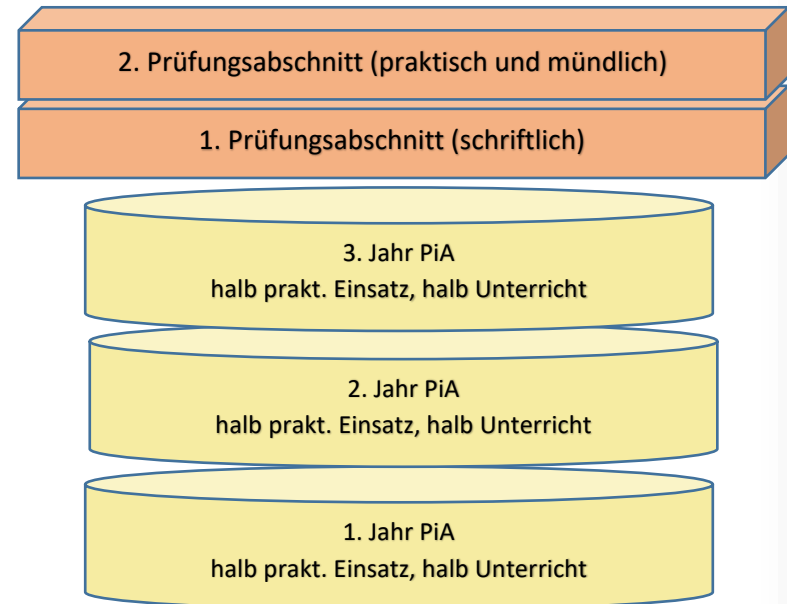 2. Prüfungsabschnitt (praktisch und mündlich)
1. Prüfungsabschnitt (schriftlich)
3. Jahr PiA
halb prakt. Einsatz, halb Unterricht
2. Jahr PiA
halb prakt. Einsatz, halb Unterricht
1. Jahr PiA
halb prakt. Einsatz, halb Unterricht